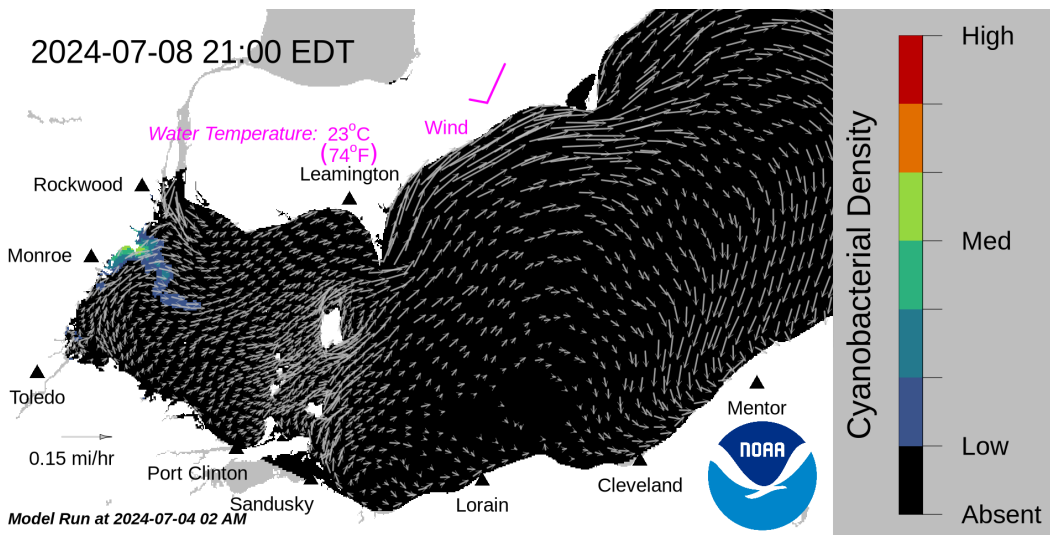 2024-07-08 21:00 EDT
Water Temperature: 23°C
(74°F)
Wind
Leamington
Rockwood
Monroe
Toledo
0.15 mi/hr
Port Clinton
Sandusky
Lorain
Cleveland
Mentor
NOAA
Model Run at 2024-07-04 02 AM
Cyanobacterial Density
High
Med
Low
Absent